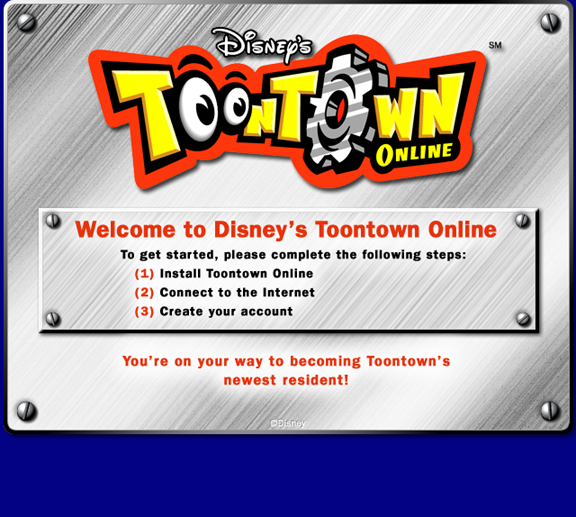 Disney's
SM
TOONTOWN
ONLINE
Welcome to Disney's Toontown Online
To get started, please complete the following steps:
(1) Install Toontown Online
(2) Connect to the Internet
(3) Create your account
You're on your way to becoming Toontown's
newest resident!
©Disney